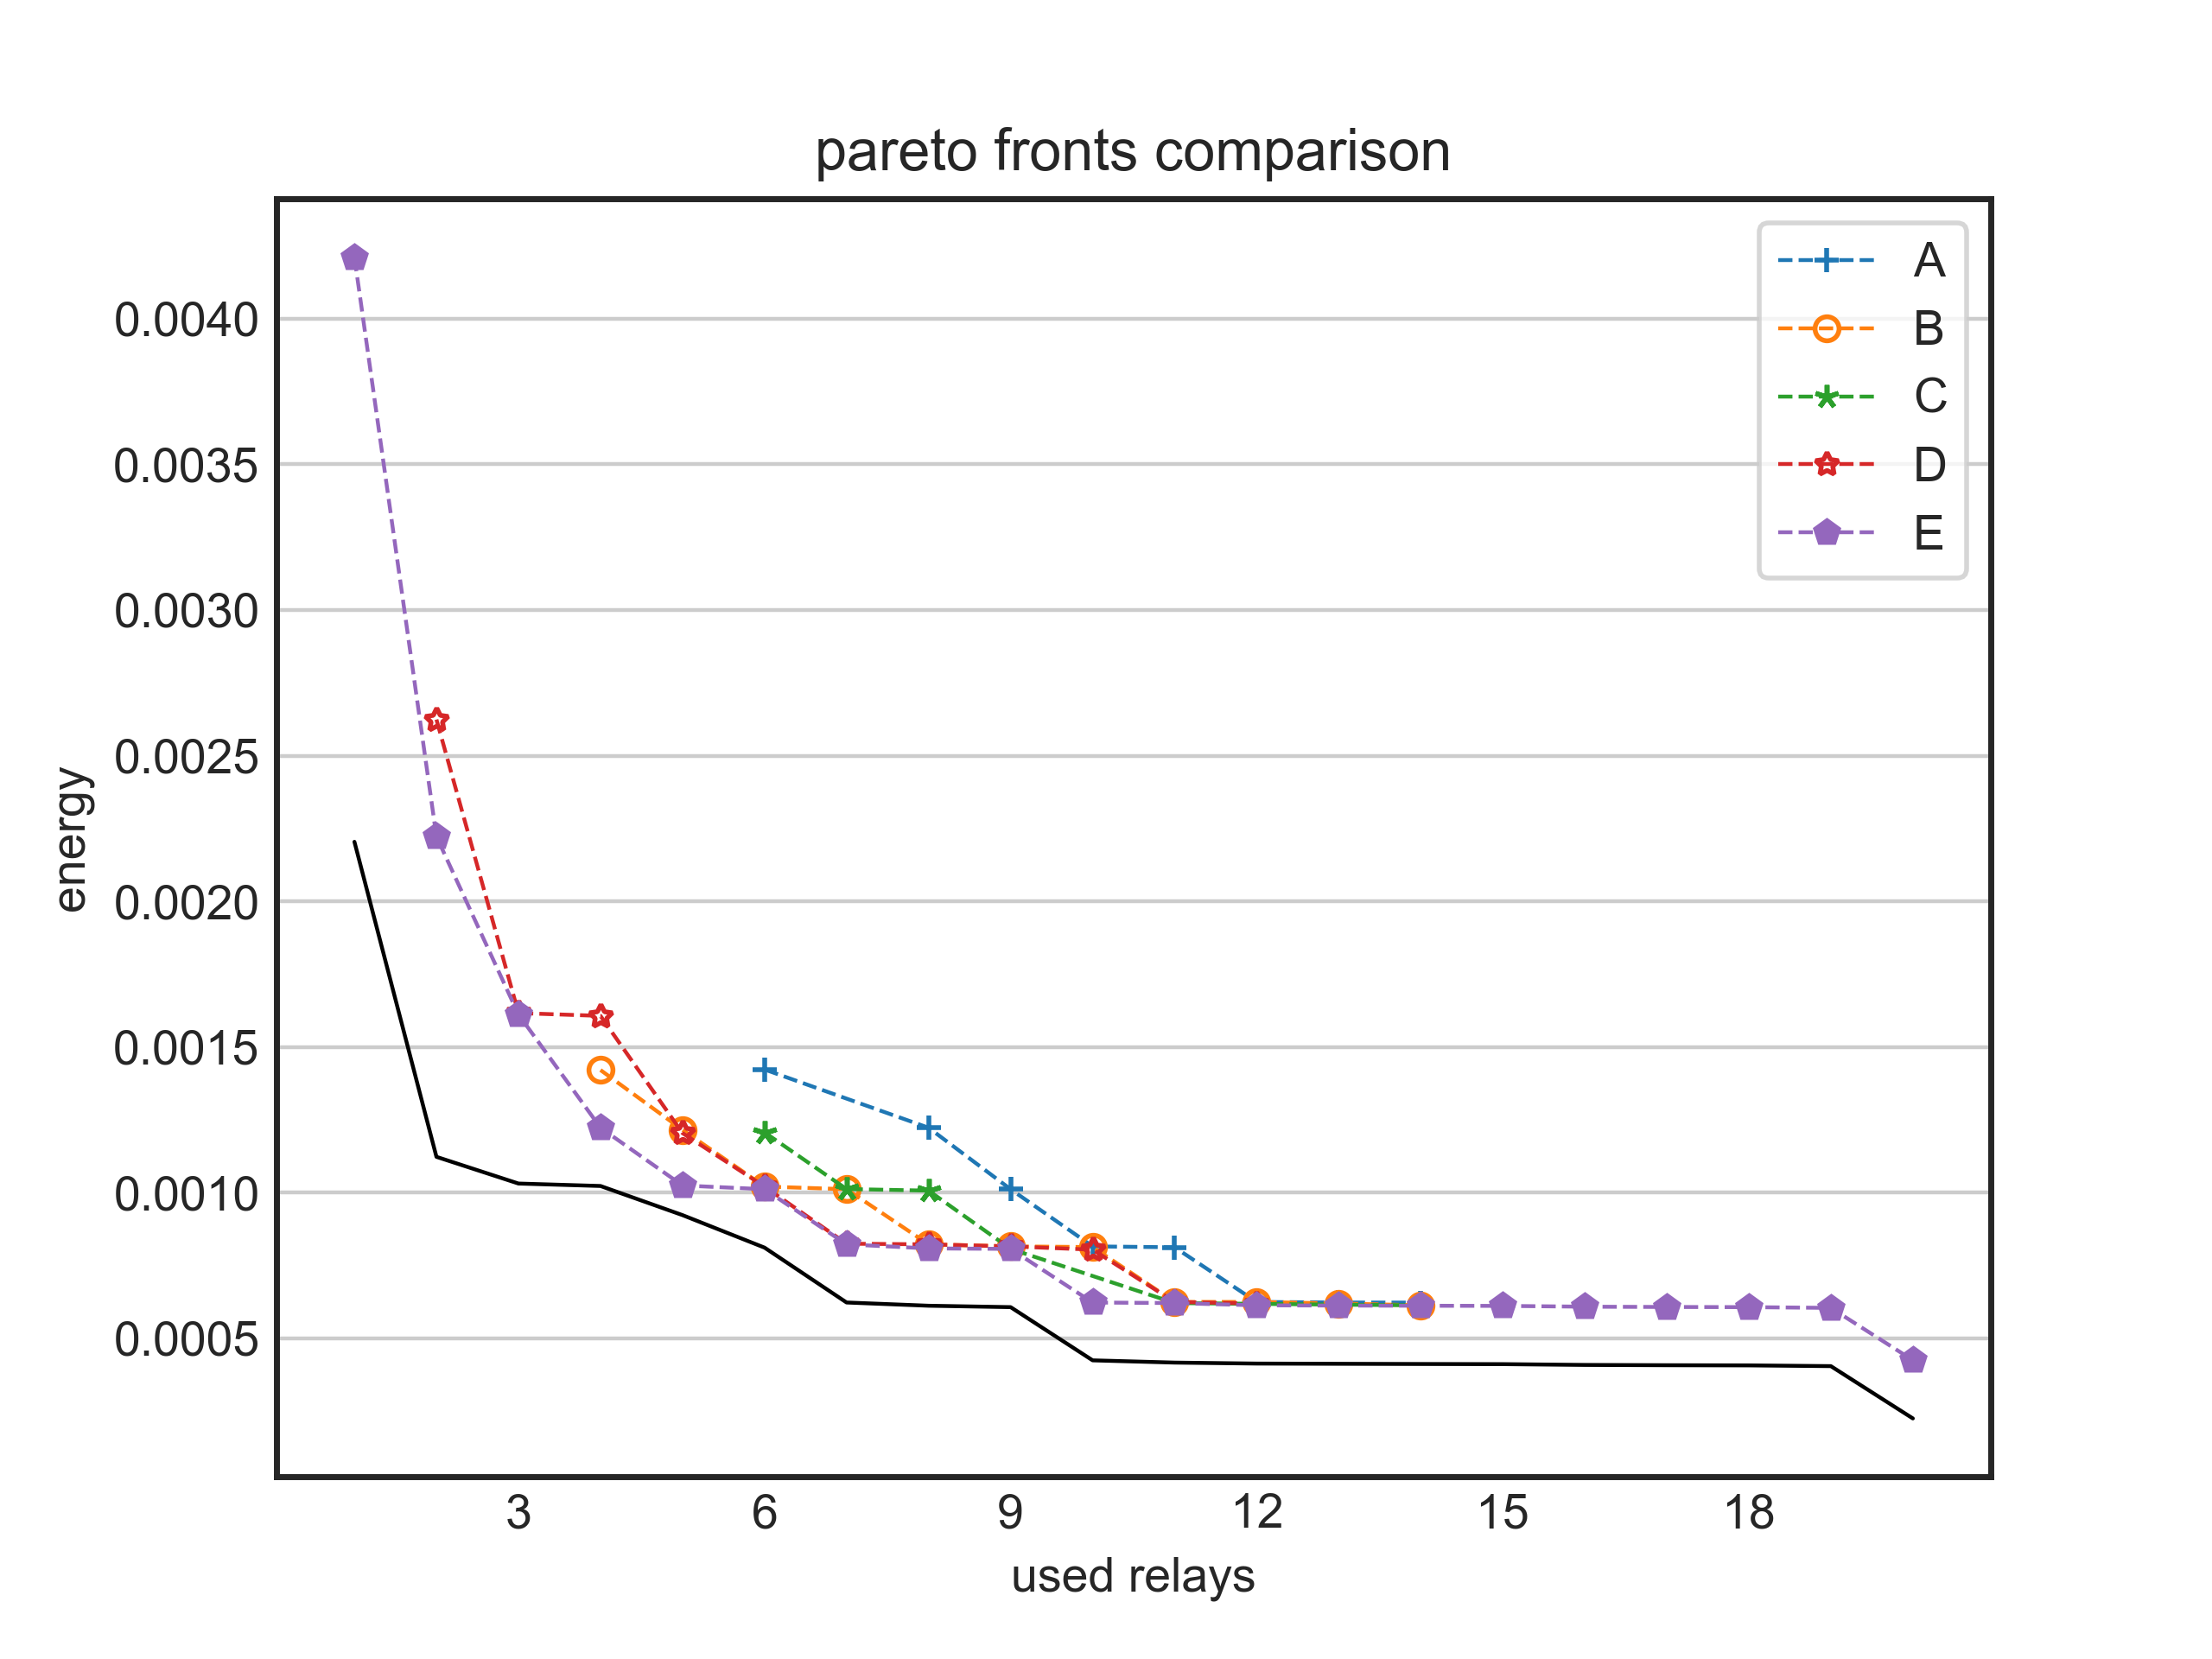 pareto fronts comparison
A
B
C
D
E
0.0040
0.0035
0.0030
0.0025
0.0020
0.0015
0.0010
0.0005
energy
3 6 9 12 15 18
used relays